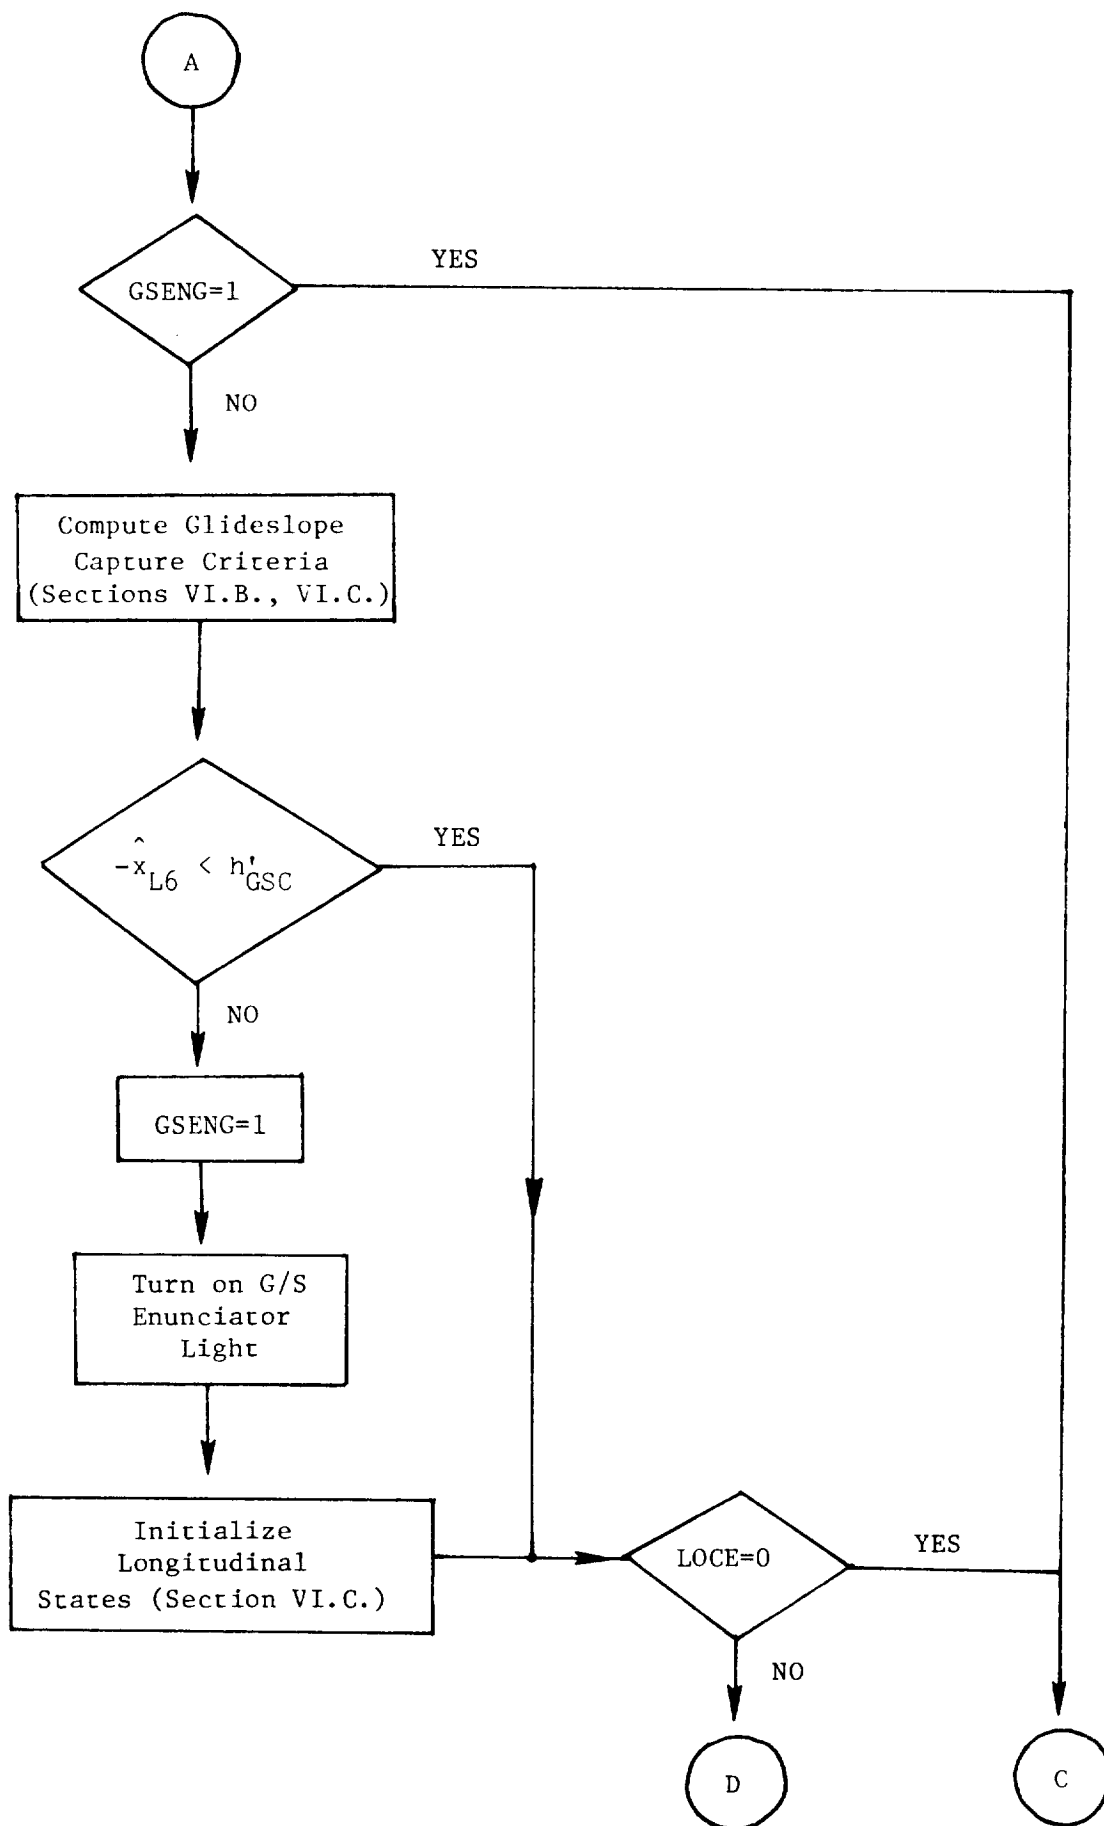 A
GSENG=1
YES
NO
Compute Glideslope
Capture Criteria
(Sections VI.B., VI.C.)
-x̂L6 < h'GSC
YES
NO
GSENG=1
Turn on G/S
Enunciator
Light
Initialize
Longitudinal
States (Section VI.C.)
LOCE=0
YES
NO
D
C